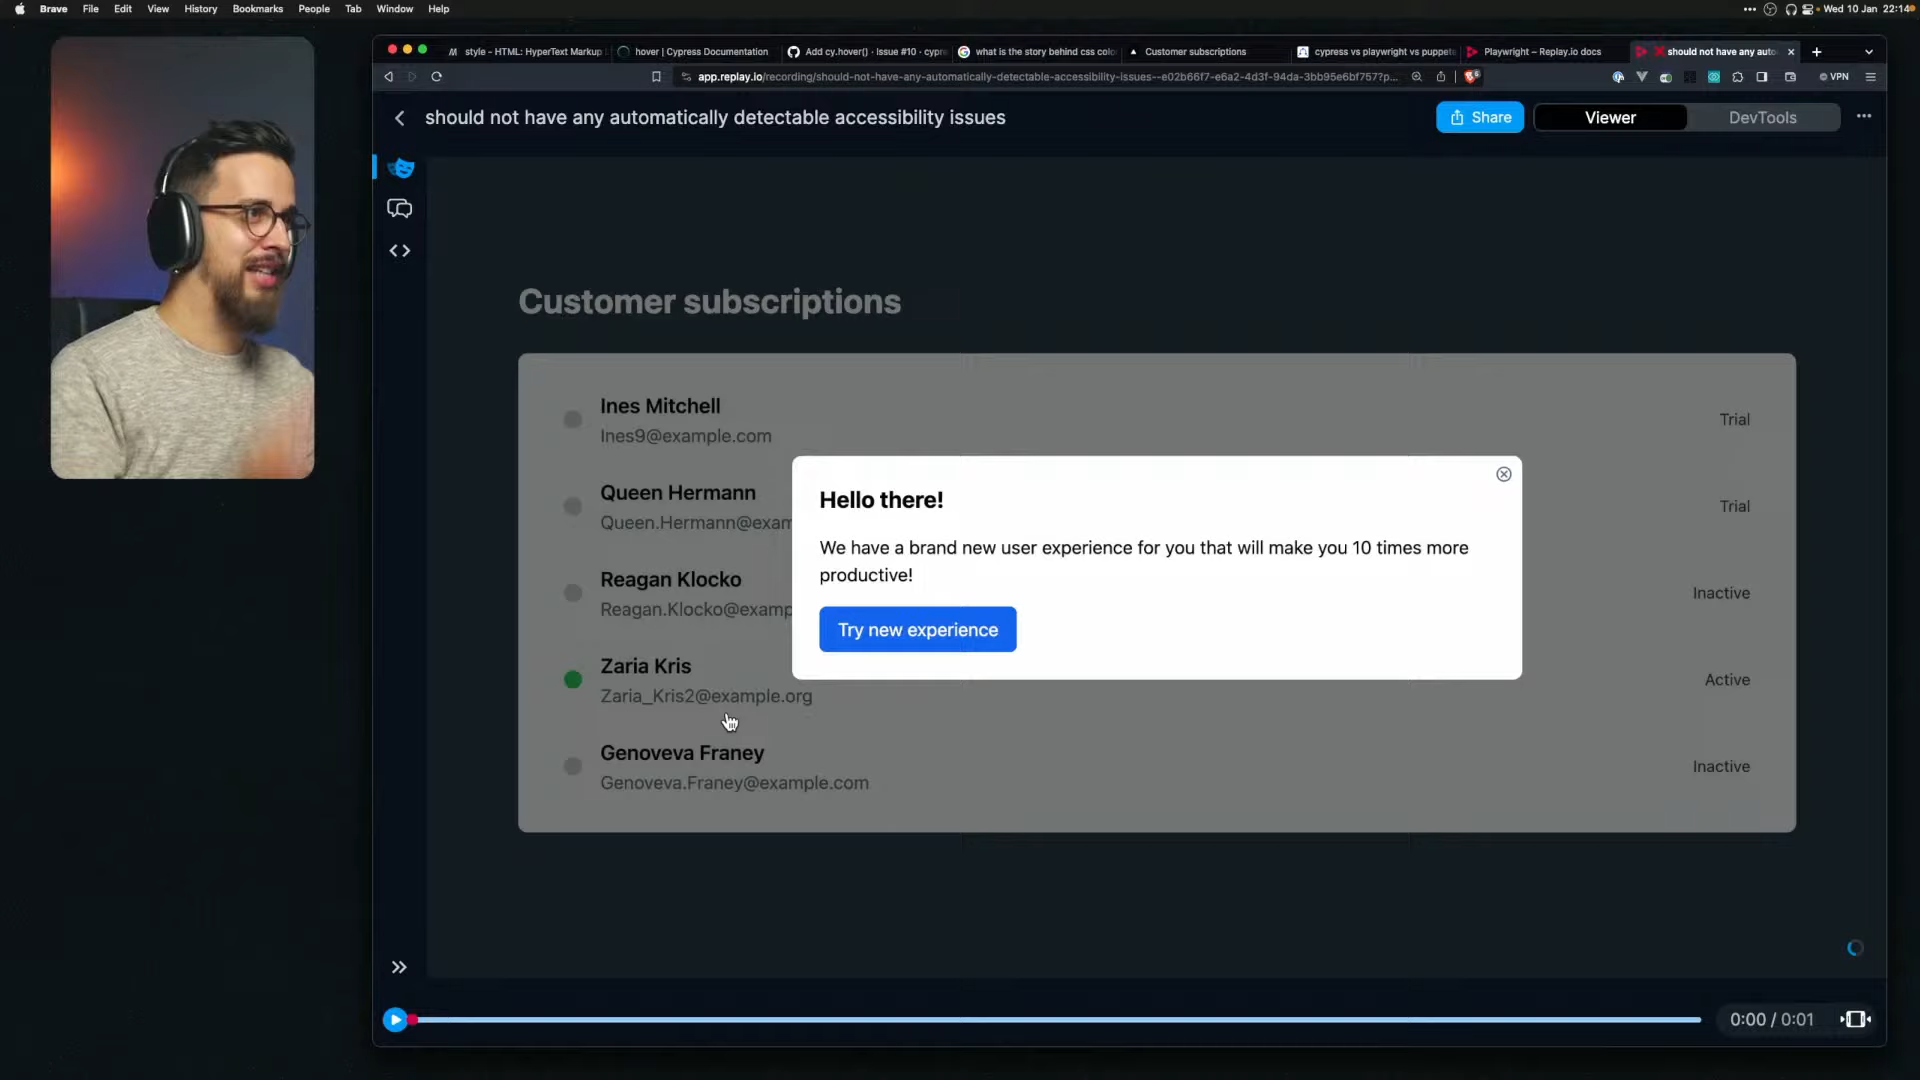 Brave File Edit View History Bookmarks People Tab Window Help
Wed 10 Jan 22:14
style - HTML: HyperText Markup
hover | Cypress Documentation
Add cy.hover() · Issue #10 · cypre
what is the story behind css colo
Customer subscriptions
cypress vs playwright vs puppete
Playwright – Replay.io docs
should not have any auto
app.replay.io/recording/should-not-have-any-automatically-detectable-accessibility-issues--e02b66f7-e6a2-4d3f-94da-3bb95e6bf757?p...
VPN
should not have any automatically detectable accessibility issues
Share
Viewer
DevTools
Customer subscriptions
Ines Mitchell
Ines9@example.com
Trial
Queen Hermann
Queen.Hermann@exam
Trial
Reagan Klocko
Reagan.Klocko@examp
Inactive
Zaria Kris
Zaria_Kris2@example.org
Active
Genoveva Franey
Genoveva.Franey@example.com
Inactive
Hello there!
We have a brand new user experience for you that will make you 10 times more
productive!
Try new experience
0:00 / 0:01